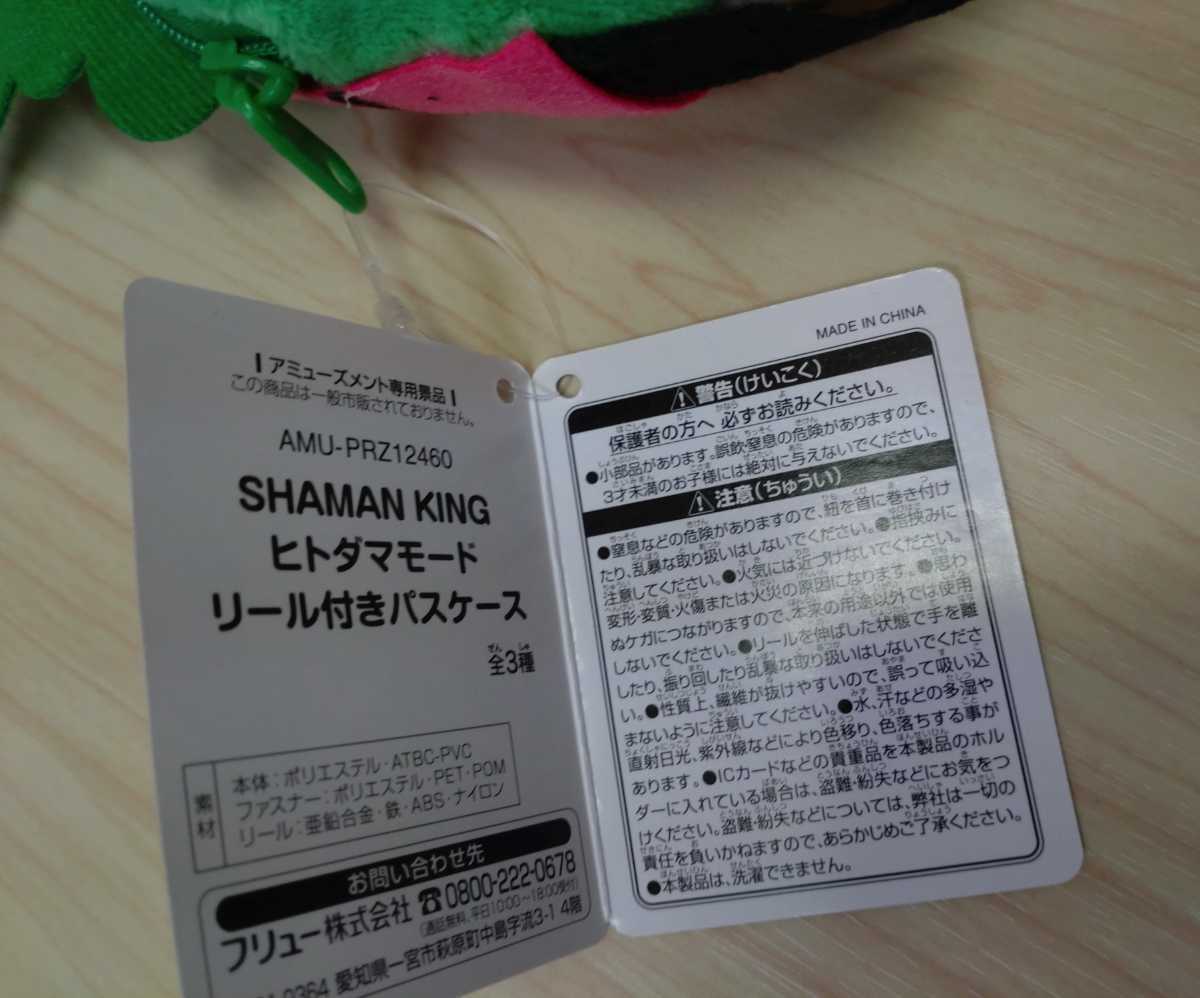 アミューズメント専用景品
この商品は一般市販されておりません。
AMU-PRZ12460
SHAMAN KING
ヒトダマモード
リール付きパスケース
全3種
素材
本体：ポリエステル・ATBC-PVC
ファスナー：ポリエステル・PET・POM
リール：亜鉛合金・鉄・ABS・ナイロン
お問い合わせ先
フリュー株式会社 ☎0800-222-0678
(通話無料、平日10:00～18:00受付)
0364 愛知県一宮市萩原町中島字流3-1 4階
MADE IN CHINA
⚠警告(けいこく)
保護者の方へ 必ずお読みください。
●小部品があります。誤飲・窒息の危険がありますので、
3才未満のお子様には絶対に与えないでください。
⚠注意(ちゅうい)
●窒息などの危険がありますので、紐を首に巻き付け
たり、乱暴な取り扱いはしないでください。●指挟みに
注意してください。●火気には近づけないでください。
変形・変質・火傷または火災の原因になります。●思わ
ぬケガにつながりますので、本来の用途以外では使用
しないでください。●リールを伸ばした状態で手を離
したり、振り回したり乱暴な取り扱いはしないでくださ
い。●性質上、繊維が抜けやすいので、誤って吸い込
まないように注意してください。●水、汗などの多湿や
直射日光、紫外線などにより色移り、色落ちする事が
あります。●ICカードなどの貴重品を本製品のホル
ダーに入れている場合は、盗難・紛失などにお気をつ
けください。盗難・紛失などについては、弊社は一切の
責任を負いかねますので、あらかじめご了承ください。
●本製品は、洗濯できません。